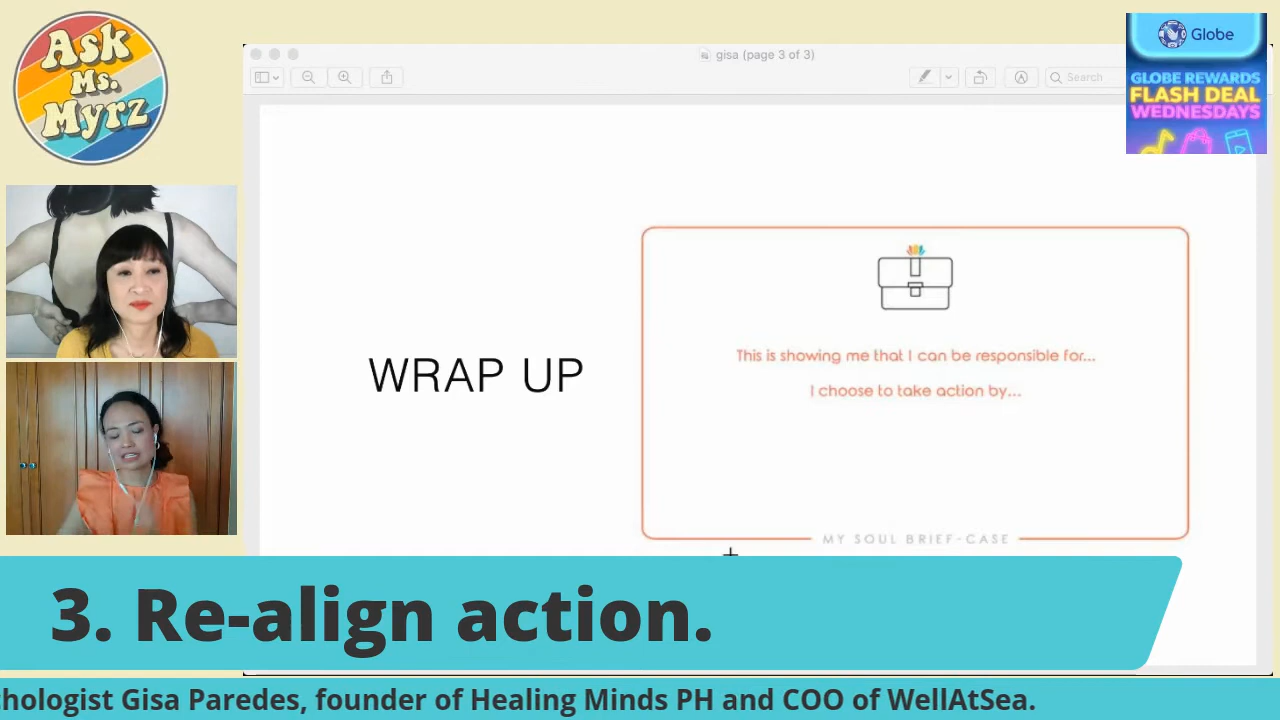 Ask
Ms.
Myrz
gisa (page 3 of 3)
Search
Globe
GLOBE REWARDS
FLASH DEAL
WEDNESDAYS
WRAP UP
This is showing me that I can be responsible for...
I choose to take action by...
MY SOUL BRIEF-CASE
3. Re-align action.
chologist Gisa Paredes, founder of Healing Minds PH and COO of WellAtSea.